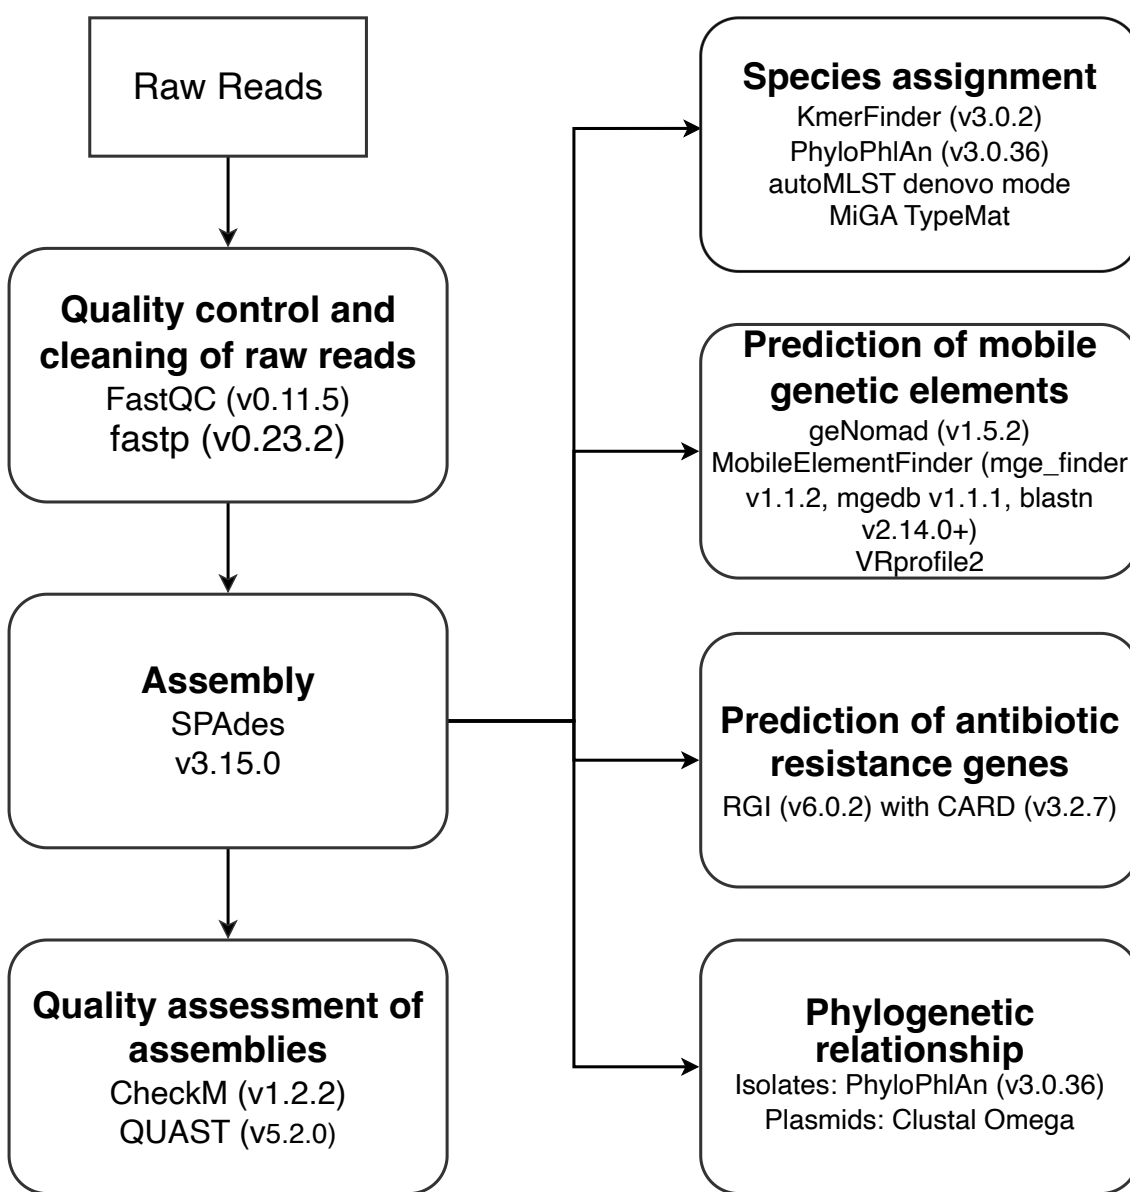 Raw Reads
Quality control and
cleaning of raw reads
FastQC (v0.11.5)
fastp (v0.23.2)
Assembly
SPAdes
v3.15.0
Quality assessment of
assemblies
CheckM (v1.2.2)
QUAST (v5.2.0)
Species assignment
KmerFinder (v3.0.2)
PhyloPhlAn (v3.0.36)
autoMLST denovo mode
MiGA TypeMat
Prediction of mobile
genetic elements
geNomad (v1.5.2)
MobileElementFinder (mge_finder
v1.1.2, mgedb v1.1.1, blastn
v2.14.0+)
VRprofile2
Prediction of antibiotic
resistance genes
RGI (v6.0.2) with CARD (v3.2.7)
Phylogenetic
relationship
Isolates: PhyloPhlAn (v3.0.36)
Plasmids: Clustal Omega